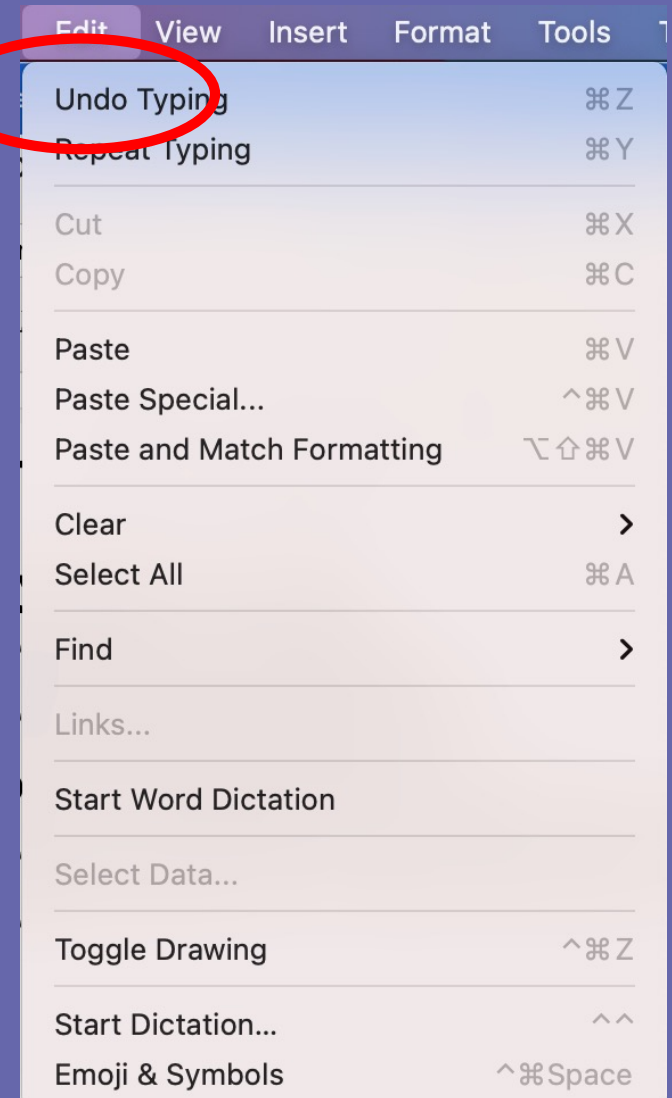 Edit View Insert Format Tools
Undo Typing ⌘Z
Repeat Typing ⌘Y
Cut ⌘X
Copy ⌘C
Paste ⌘V
Paste Special... ^⌘V
Paste and Match Formatting ⌥⇧⌘V
Clear >
Select All ⌘A
Find >
Links...
Start Word Dictation
Select Data...
Toggle Drawing ^⌘Z
Start Dictation... ^^
Emoji & Symbols ^⌘Space